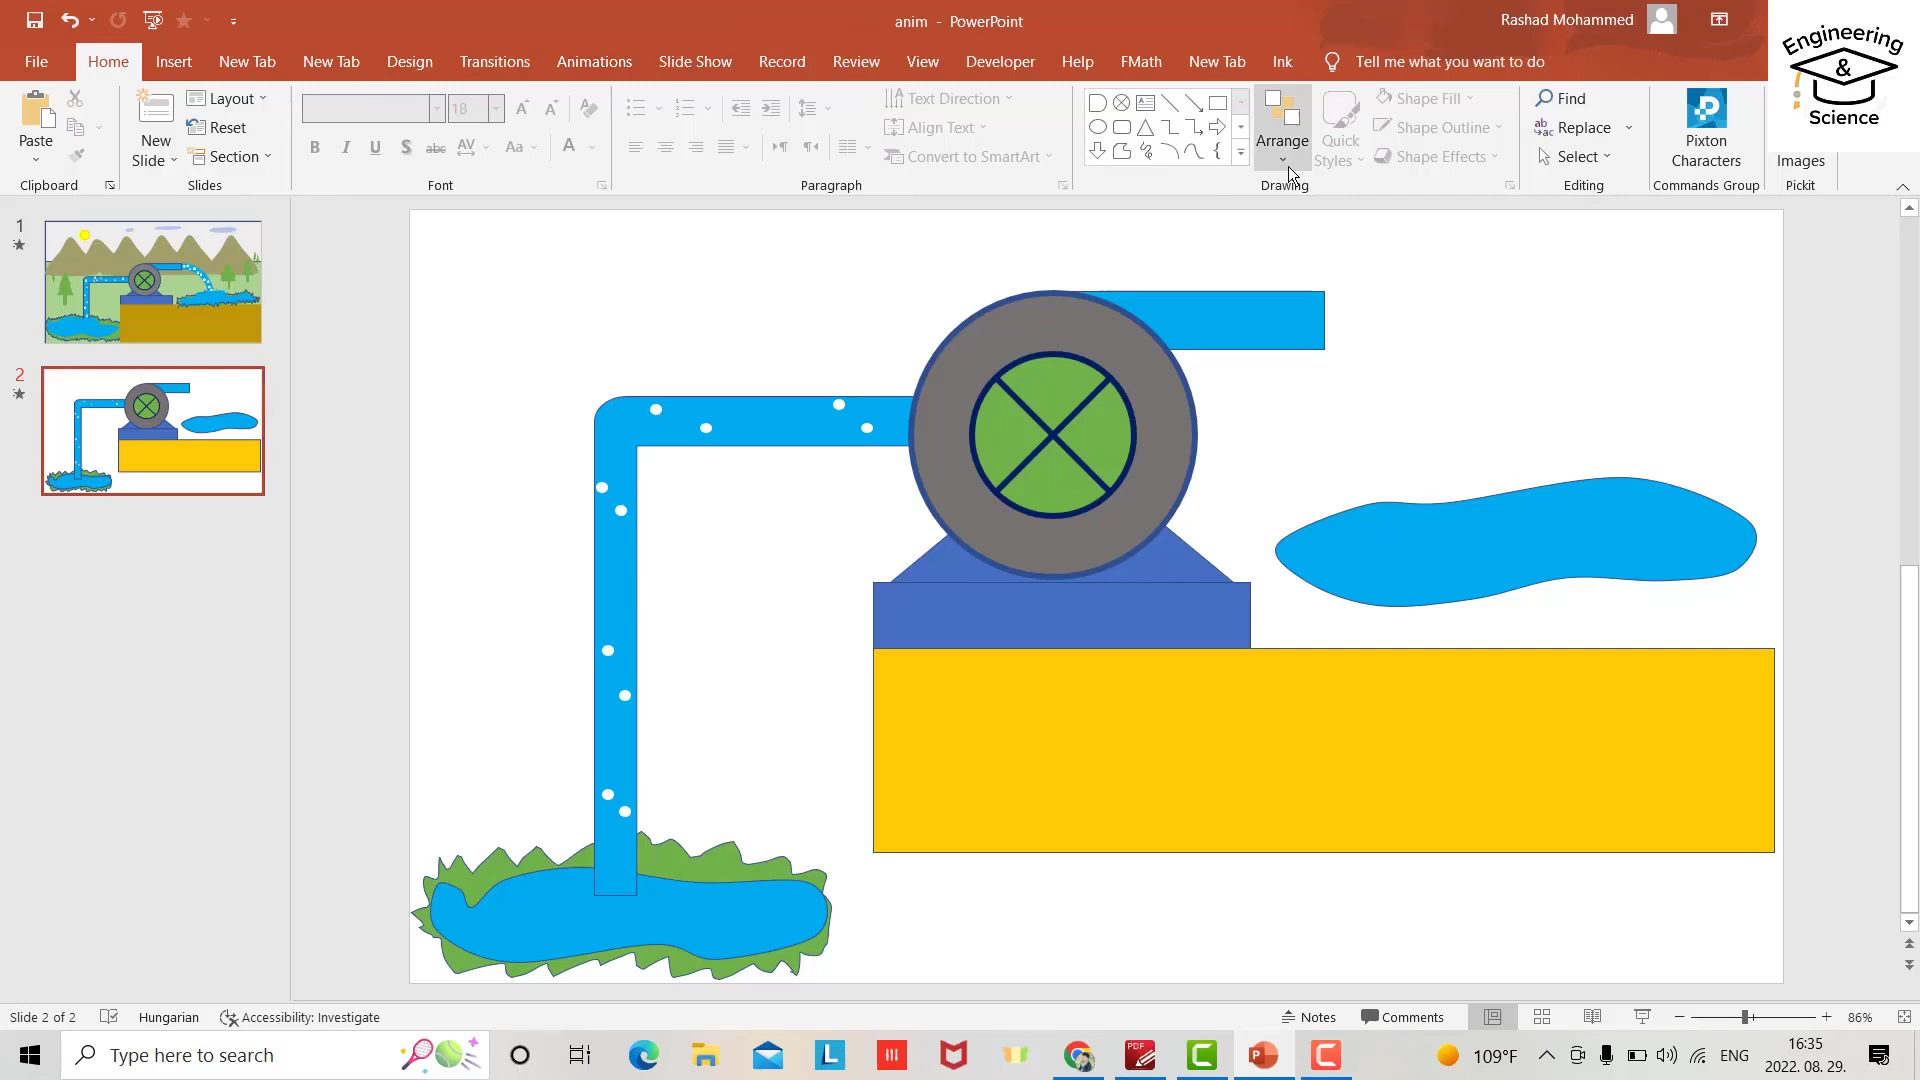 anim - PowerPoint
Rashad Mohammed
Engineering
&
Science
File Home Insert New Tab New Tab Design Transitions Animations Slide Show Record Review View Developer Help FMath New Tab Ink Tell me what you want to do
Paste
Clipboard
New
Slide
Layout
Reset
Section
Slides
18
B I U S abc AV Aa A
Font
Text Direction
Align Text
Convert to SmartArt
Paragraph
Arrange
Quick
Styles
Shape Fill
Shape Outline
Shape Effects
Drawing
Find
Replace
Select
Editing
Pixton
Characters
Commands Group
Images
Pickit
1
2
Slide 2 of 2
Hungarian
Accessibility: Investigate
Notes
Comments
86%
Type here to search
109°F
ENG
16:35
2022. 08. 29.